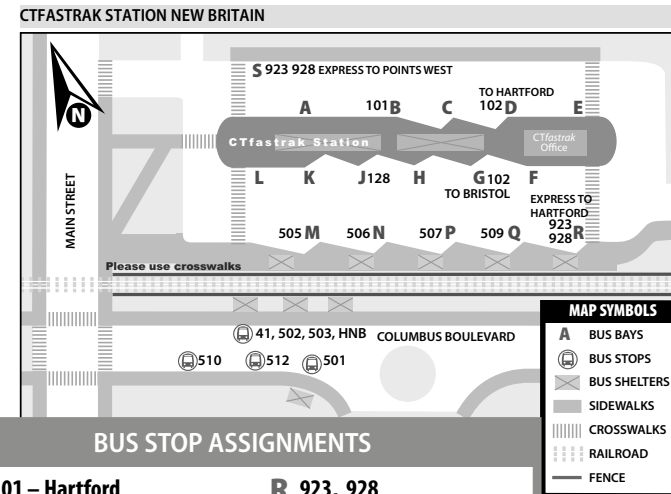 CTFASTRAK STATION NEW BRITAIN
S 923 928 EXPRESS TO POINTS WEST
TO HARTFORD
A 101 B C 102 D E
N
CTfastrak Station
CTfastrak
Office
L K J 128 H G 102 F
TO BRISTOL
EXPRESS TO
HARTFORD
923
928 R
505 M 506 N 507 P 509 Q
MAIN STREET
Please use crosswalks
41, 502, 503, HNB COLUMBUS BOULEVARD
510 512 501
MAP SYMBOLS
A BUS BAYS
BUS STOPS
BUS SHELTERS
SIDEWALKS
CROSSWALKS
RAILROAD
FENCE
BUS STOP ASSIGNMENTS
01 – Hartford R 923, 928